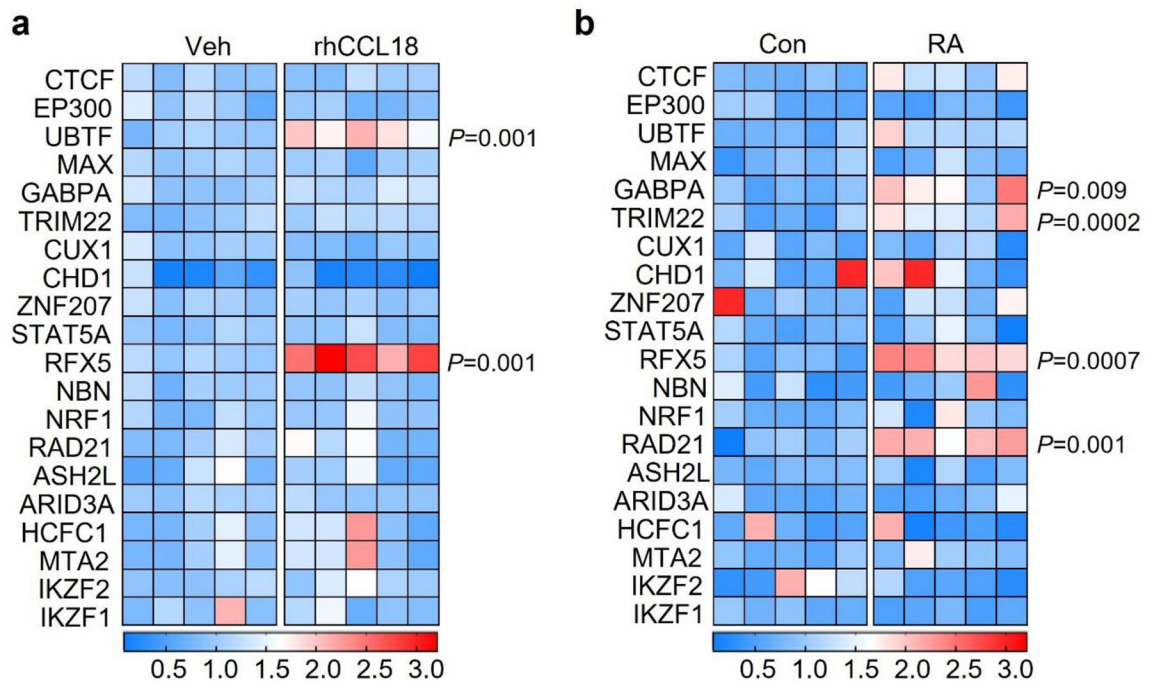 a
Veh rhCCL18
CTCF
EP300
UBTF P=0.001
MAX
GABPA
TRIM22
CUX1
CHD1
ZNF207
STAT5A
RFX5 P=0.001
NBN
NRF1
RAD21
ASH2L
ARID3A
HCFC1
MTA2
IKZF2
IKZF1
0.5 1.0 1.5 2.0 2.5 3.0
b
Con RA
CTCF
EP300
UBTF
MAX
GABPA P=0.009
TRIM22 P=0.0002
CUX1
CHD1
ZNF207
STAT5A
RFX5 P=0.0007
NBN
NRF1
RAD21 P=0.001
ASH2L
ARID3A
HCFC1
MTA2
IKZF2
IKZF1
0.5 1.0 1.5 2.0 2.5 3.0